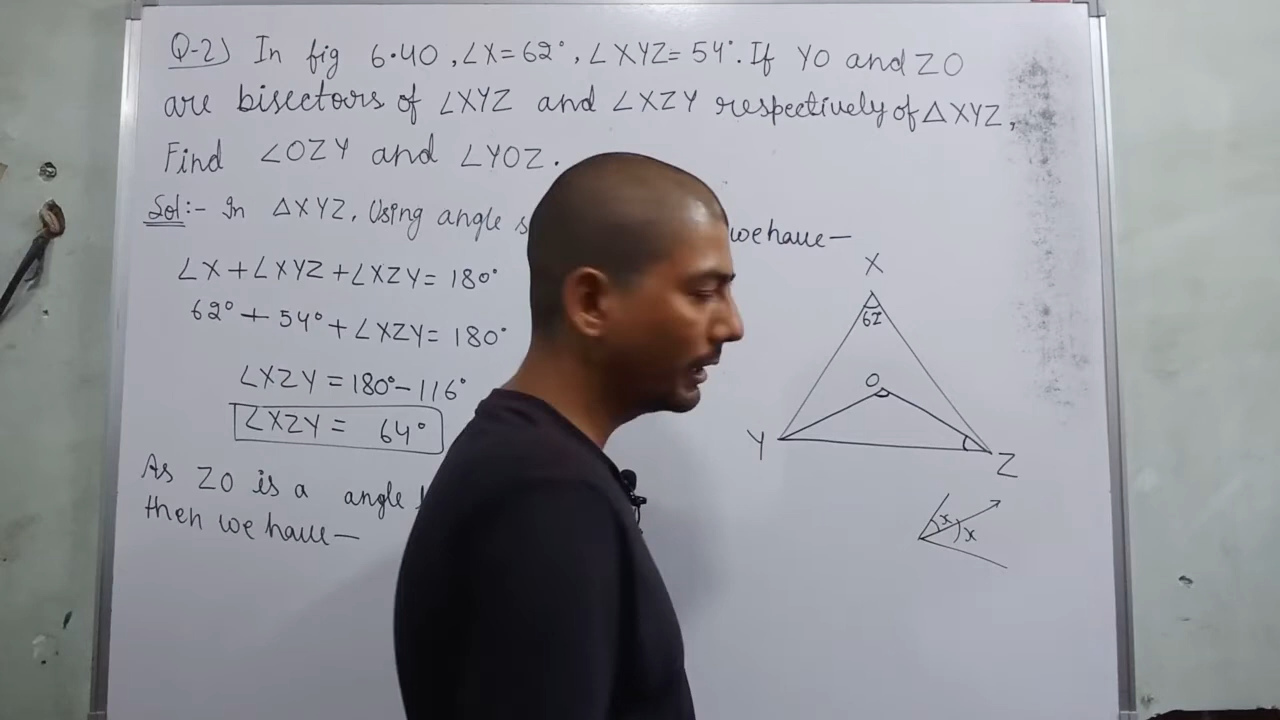 Q-2) In fig 6.40, ∠X=62°, ∠XYZ=54°. If YO and ZO
are bisectors of ∠XYZ and ∠XZY respectively of △XYZ,
Find ∠OZY and ∠YOZ.
Sol:- In △XYZ, Using angle s we have—
∠X+∠XYZ+∠XZY=180°
62°+54°+∠XZY=180°
∠XZY=180°-116°
∠XZY= 64°
As ZO is a angle
then we have—
X
62
O
Y
Z
x
x